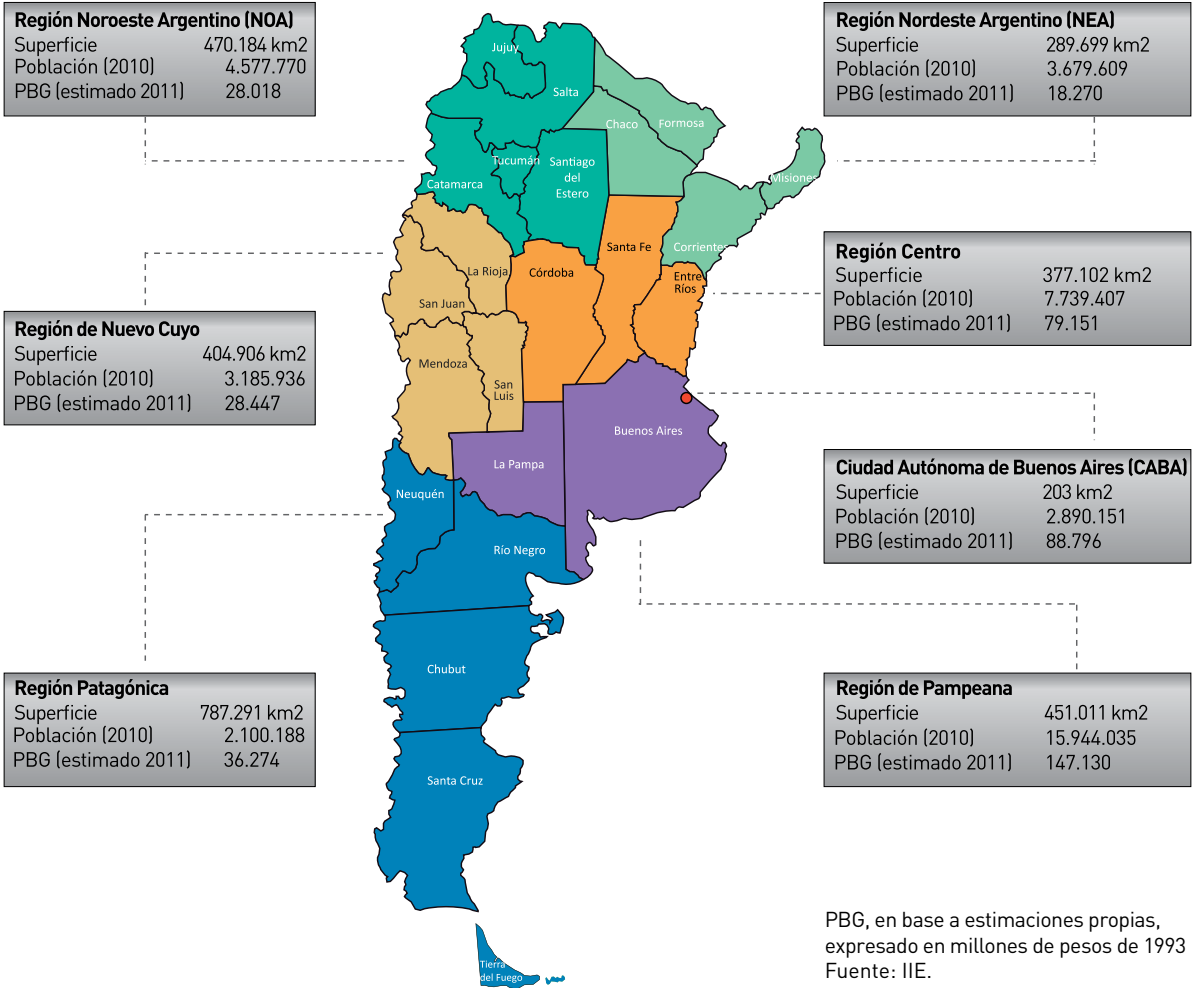 Región Noroeste Argentino (NOA)
Superficie 470.184 km2
Población (2010) 4.577.770
PBG (estimado 2011) 28.018
Región Nordeste Argentino (NEA)
Superficie 289.699 km2
Población (2010) 3.679.609
PBG (estimado 2011) 18.270
Jujuy
Salta
Chaco
Formosa
Tucumán
Santiago
del
Estero
Catamarca
Misiones
Corrientes
Santa Fe
La Rioja
Córdoba
Entre
Ríos
San Juan
Región Centro
Superficie 377.102 km2
Población (2010) 7.739.407
PBG (estimado 2011) 79.151
Región de Nuevo Cuyo
Superficie 404.906 km2
Población (2010) 3.185.936
PBG (estimado 2011) 28.447
Mendoza
San
Luis
Buenos Aires
La Pampa
Neuquén
Río Negro
Ciudad Autónoma de Buenos Aires (CABA)
Superficie 203 km2
Población (2010) 2.890.151
PBG (estimado 2011) 88.796
Chubut
Santa Cruz
Región Patagónica
Superficie 787.291 km2
Población (2010) 2.100.188
PBG (estimado 2011) 36.274
Región de Pampeana
Superficie 451.011 km2
Población (2010) 15.944.035
PBG (estimado 2011) 147.130
Tierra
del Fuego
PBG, en base a estimaciones propias,
expresado en millones de pesos de 1993
Fuente: IIE.